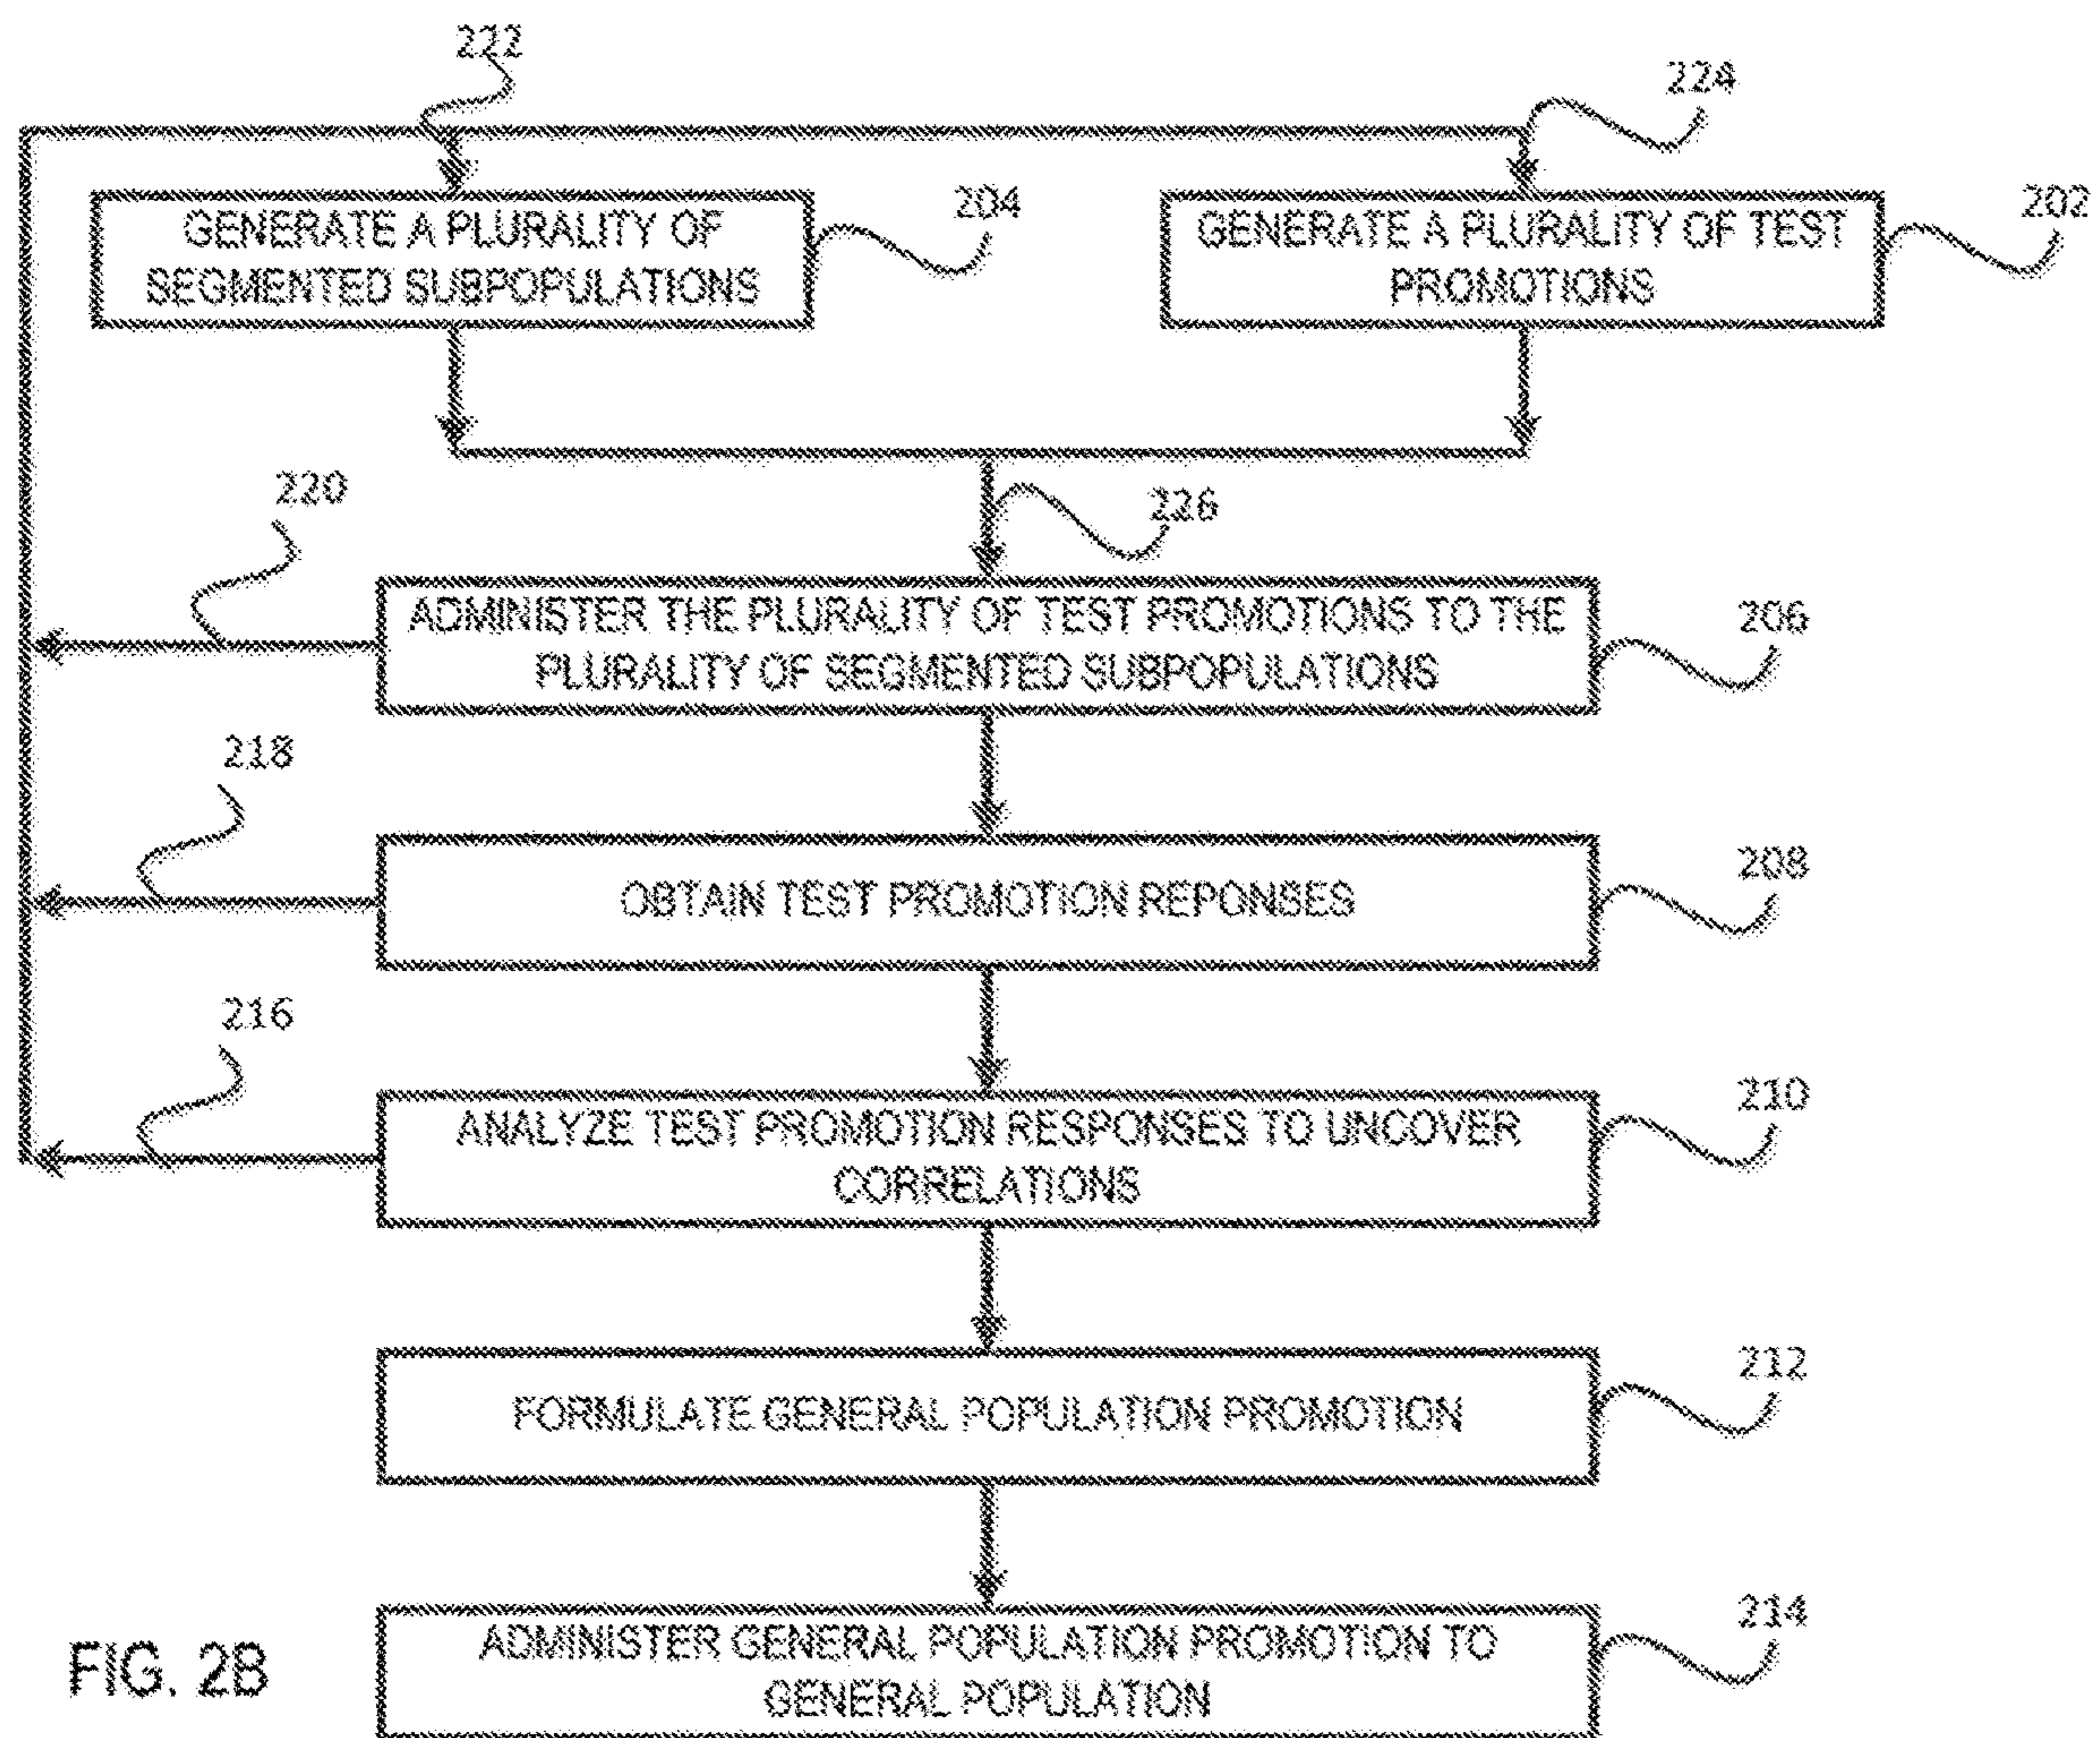 222
224
204
202
GENERATE A PLURALITY OF
SEGMENTED SUBPOPULATIONS
GENERATE A PLURALITY OF TEST
PROMOTIONS
220
226
ADMINISTER THE PLURALITY OF TEST PROMOTIONS TO THE
PLURALITY OF SEGMENTED SUBPOPULATIONS
206
218
OBTAIN TEST PROMOTION REPONSES
208
216
ANALYZE TEST PROMOTION RESPONSES TO UNCOVER
CORRELATIONS
210
FORMULATE GENERAL POPULATION PROMOTION
212
ADMINISTER GENERAL POPULATION PROMOTION TO
GENERAL POPULATION
214
FIG. 2B